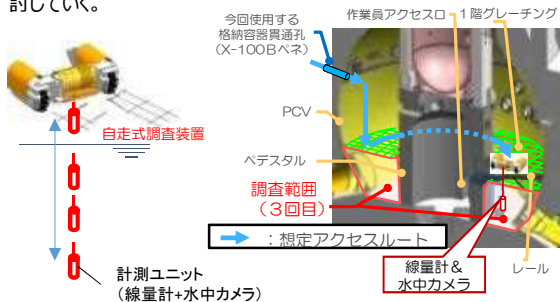 討していく。
自走式調査装置
計測ユニット
（線量計+水中カメラ）
今回使用する
格納容器貫通孔
（X-100Bペネ）
作業員アクセス口
1階グレーチング
PCV
ペデスタル
調査範囲
（3回目）
：想定アクセスルート
線量計＆
水中カメラ
レール